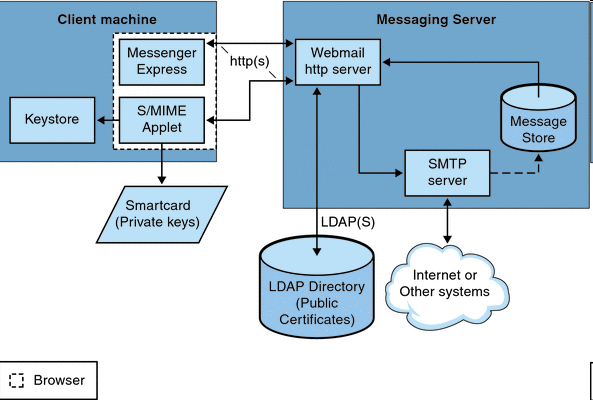 Client machine
Messaging Server
Messenger
Express
http(s)
Webmail
http server
Keystore
S/MIME
Applet
Message
Store
SMTP
server
Smartcard
(Private keys)
LDAP(S)
LDAP Directory
(Public
Certificates)
Internet or
Other systems
Browser